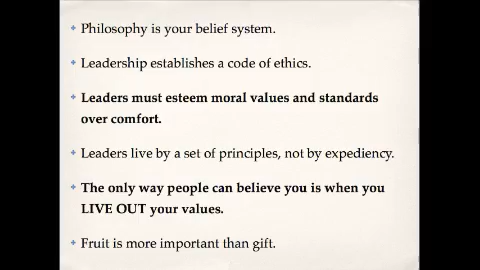 Philosophy is your belief system.
Leadership establishes a code of ethics.
Leaders must esteem moral values and standards
over comfort.
Leaders live by a set of principles, not by expediency.
The only way people can believe you is when you
LIVE OUT your values.
Fruit is more important than gift.